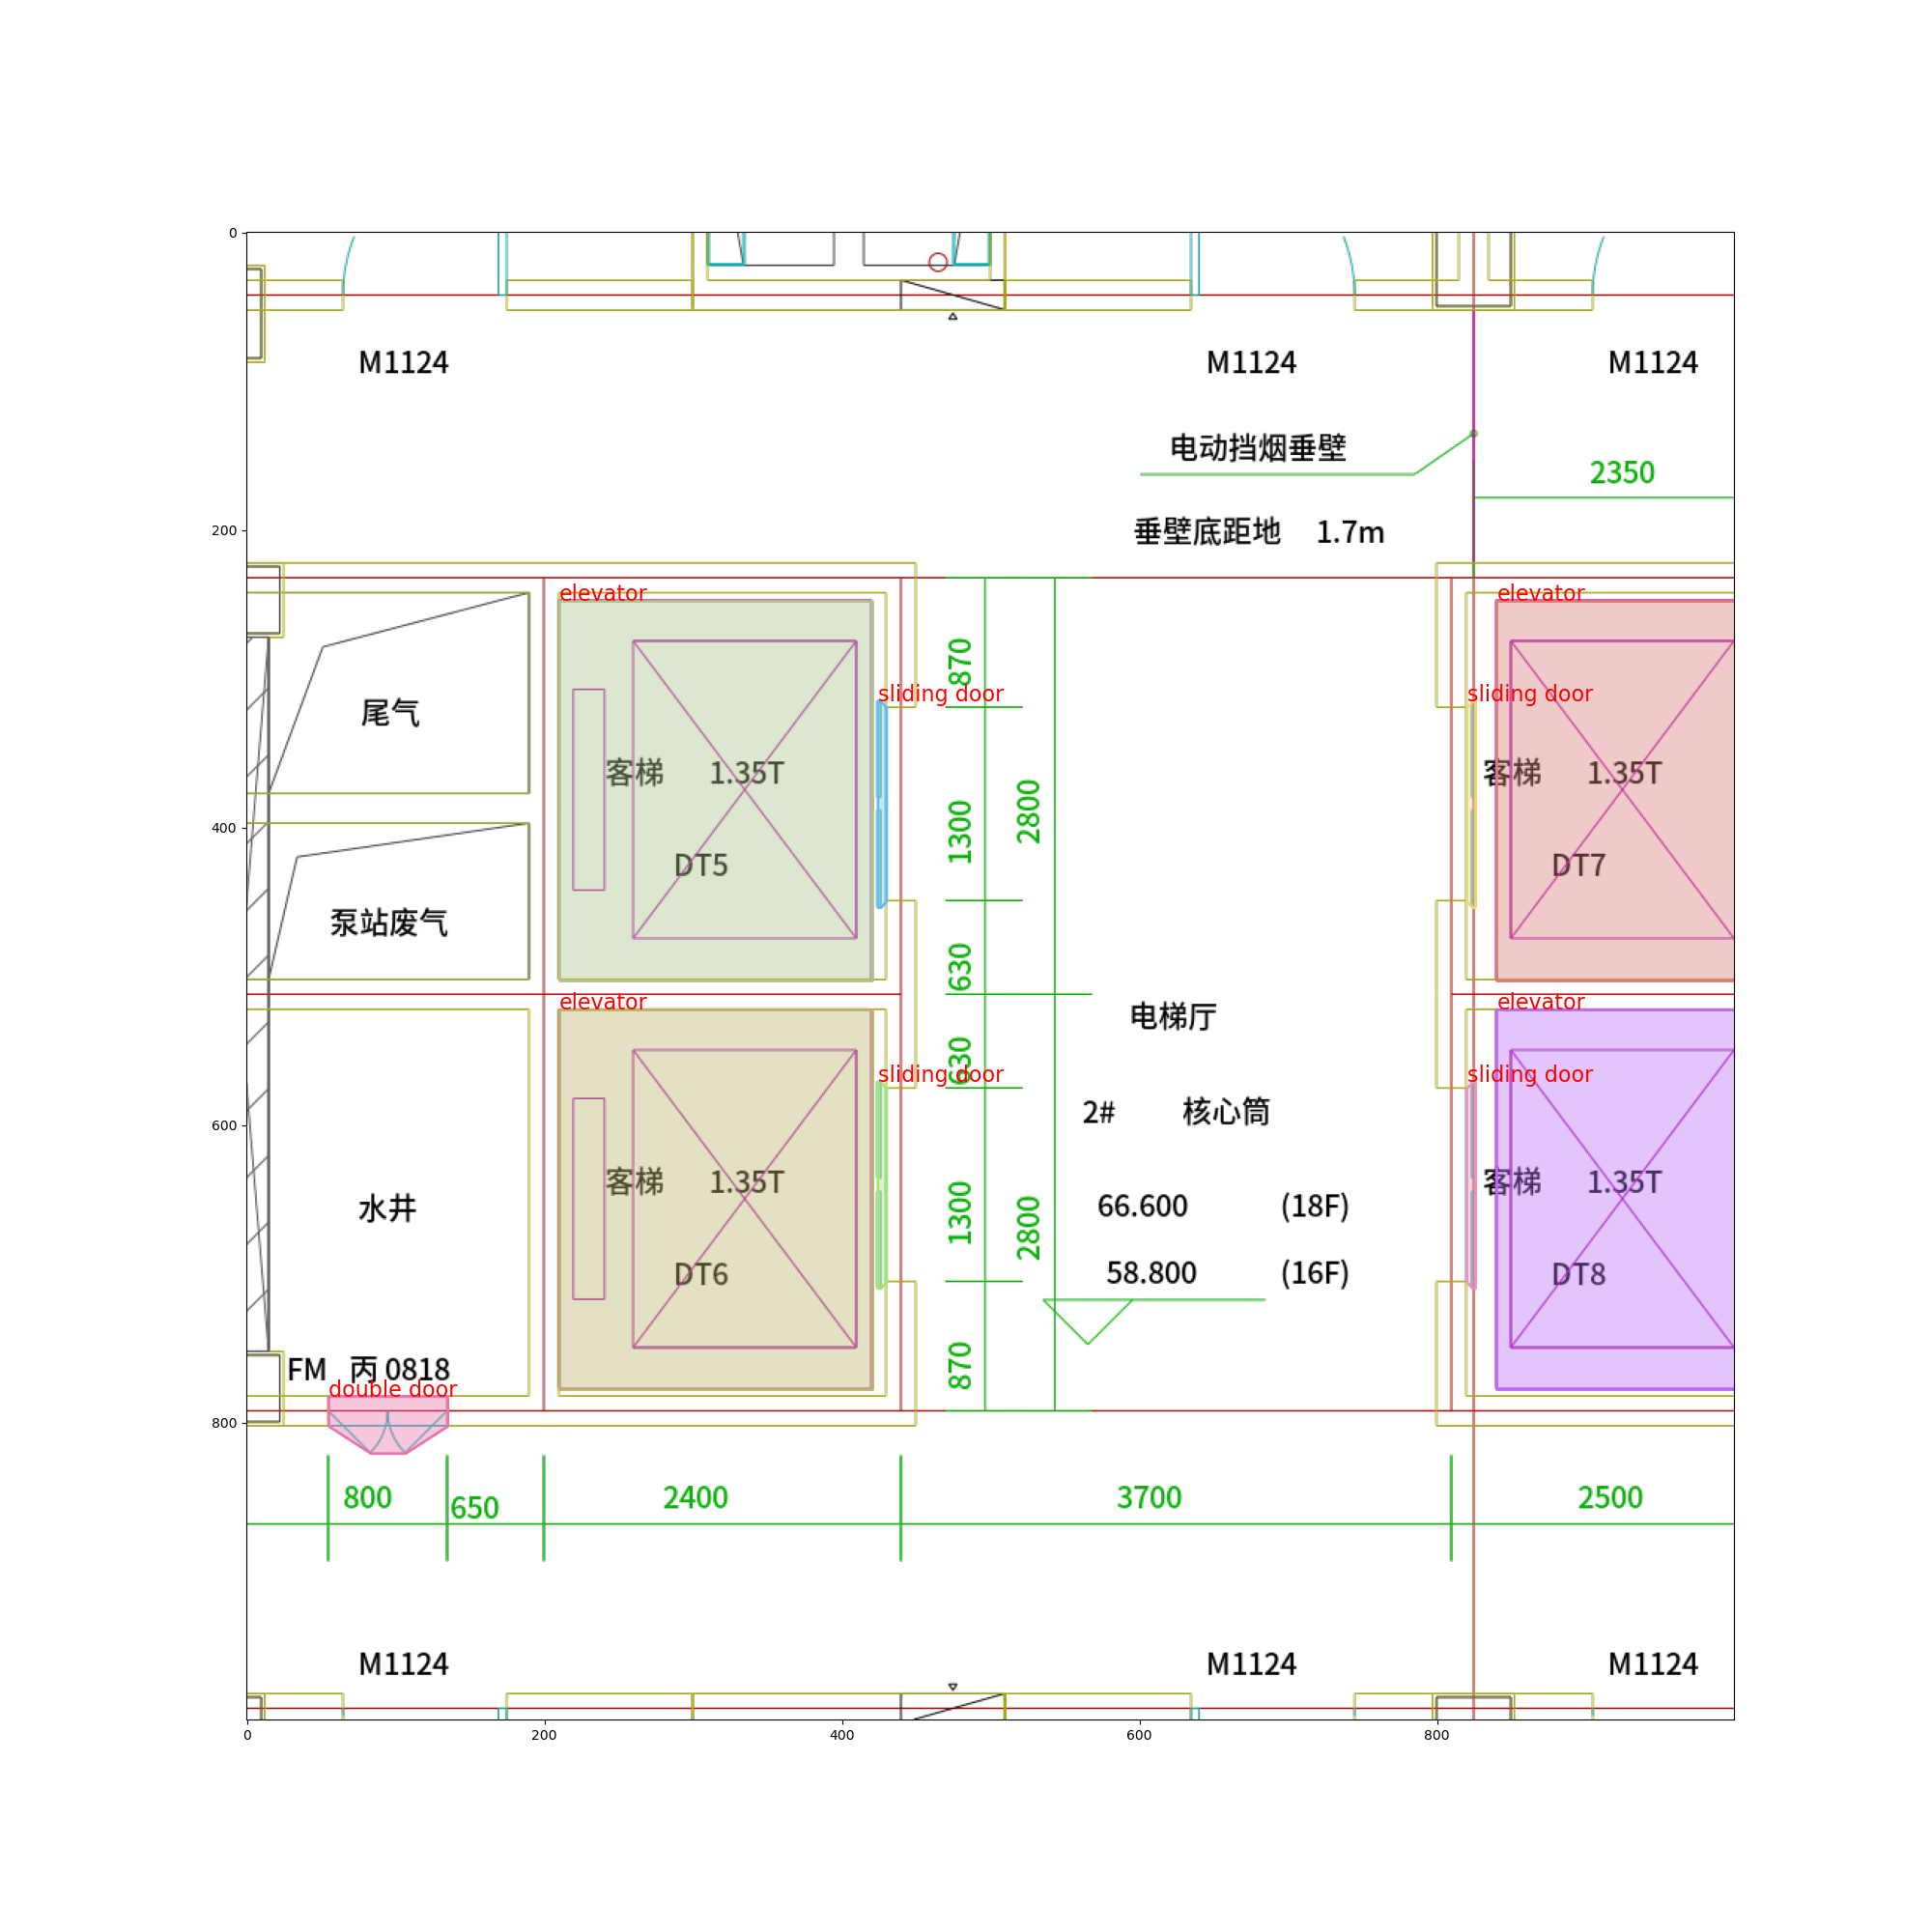 0
200
400
600
800
M1124
M1124
M1124
电动挡烟垂壁
2350
垂壁底距地 1.7m
elevator
elevator
870
sliding door
sliding door
尾气
客梯 1.35T
客梯 1.35T
1300
2800
DT5
DT7
泵站废气
630
elevator
elevator
电梯厅
630
sliding door
sliding door
2# 核心筒
客梯 1.35T
客梯 1.35T
水井
1300
2800
66.600 (18F)
DT6
58.800 (16F)
DT8
870
FM 丙 0818
double door
800
650
2400
3700
2500
M1124
M1124
M1124
0
200
400
600
800